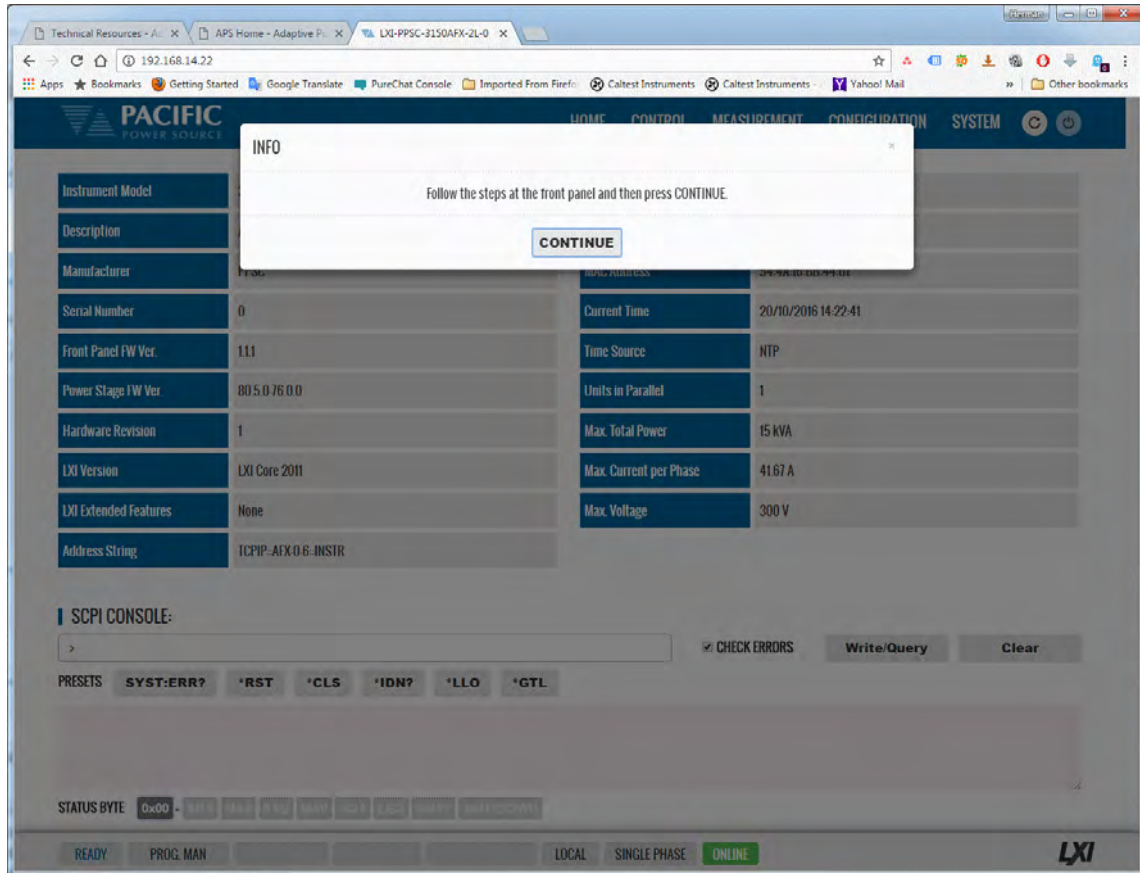 Herman
Technical Resources - A
APS Home - Adaptive P
LXI-PPSC-3150AFX-2L-0
192.168.14.22
Apps Bookmarks Getting Started Google Translate PureChat Console Imported From Firef Caltest Instruments Caltest Instruments - Yahoo! Mail » Other bookmarks
PACIFIC
POWER SOURCE
HOME CONTROL MEASUREMENT CONFIGURATION SYSTEM
INFO
Follow the steps at the front panel and then press CONTINUE.
CONTINUE
Instrument Model
Description
Manufacturer PPSC MAC Address
Serial Number 0 Current Time 20/10/2016 14:22:41
Front Panel FW Ver. 1.1.1 Time Source NTP
Power Stage FW Ver. 80.5.0.76.0.0 Units in Parallel 1
Hardware Revision 1 Max. Total Power 15 kVA
LXI Version LXI Core 2011 Max. Current per Phase 41.67 A
LXI Extended Features None Max. Voltage 300 V
Address String TCPIP::AFX-0-6::INSTR
SCPI CONSOLE:
> CHECK ERRORS Write/Query Clear
PRESETS SYST:ERR? *RST *CLS *IDN? *LLO *GTL
STATUS BYTE 0x00 -
READY PROG. MAN LOCAL SINGLE PHASE ONLINE LXI